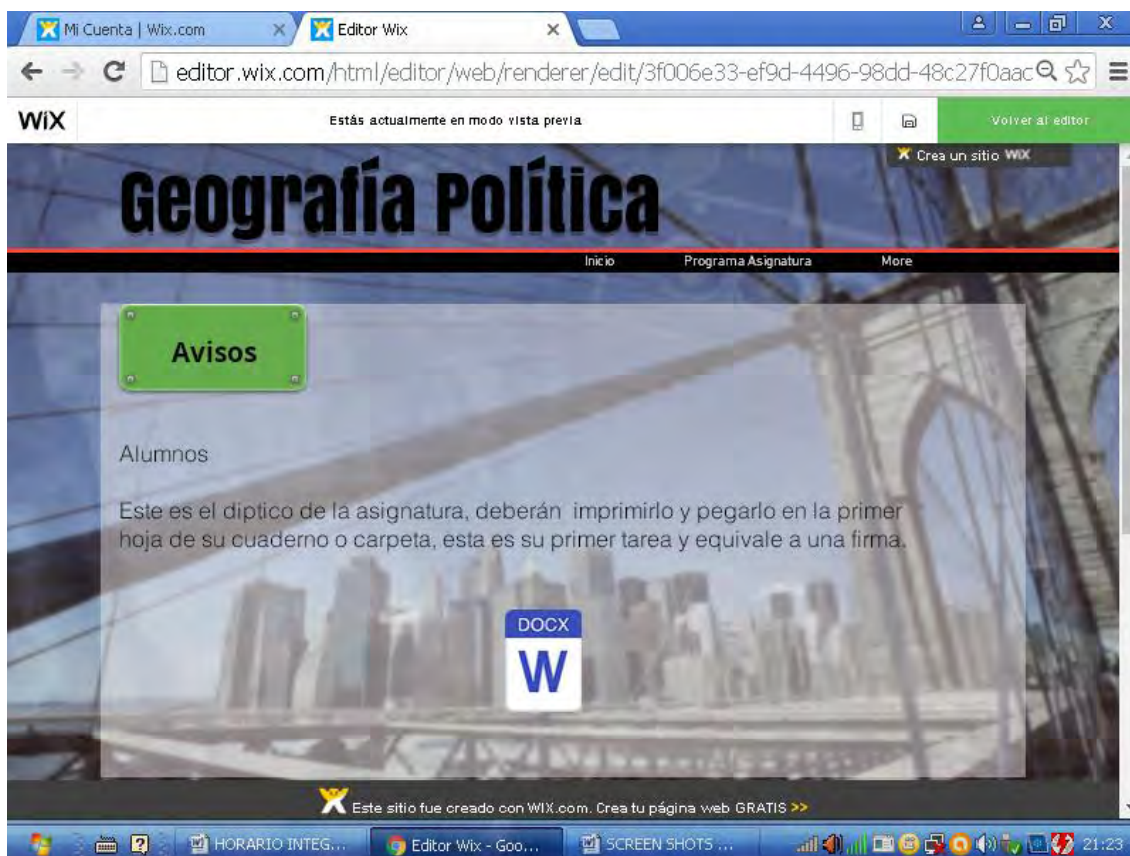 Mi Cuenta | Wix.com
Editor Wix
editor.wix.com/html/editor/web/renderer/edit/3f006e33-ef9d-4496-98dd-48c27f0aac
WiX
Estás actualmente en modo vista previa
Volver al editor
Crea un sitio WiX
Geografía Política
Inicio Programa Asignatura More
Avisos
Alumnos
Este es el diptico de la asignatura, deberán imprimirlo y pegarlo en la primer
hoja de su cuaderno o carpeta, esta es su primer tarea y equivale a una firma.
DOCX
W
Este sitio fue creado con WIX.com. Crea tu página web GRATIS >>
HORARIO INTEG... Editor Wix - Goo... SCREEN SHOTS ... 21:23